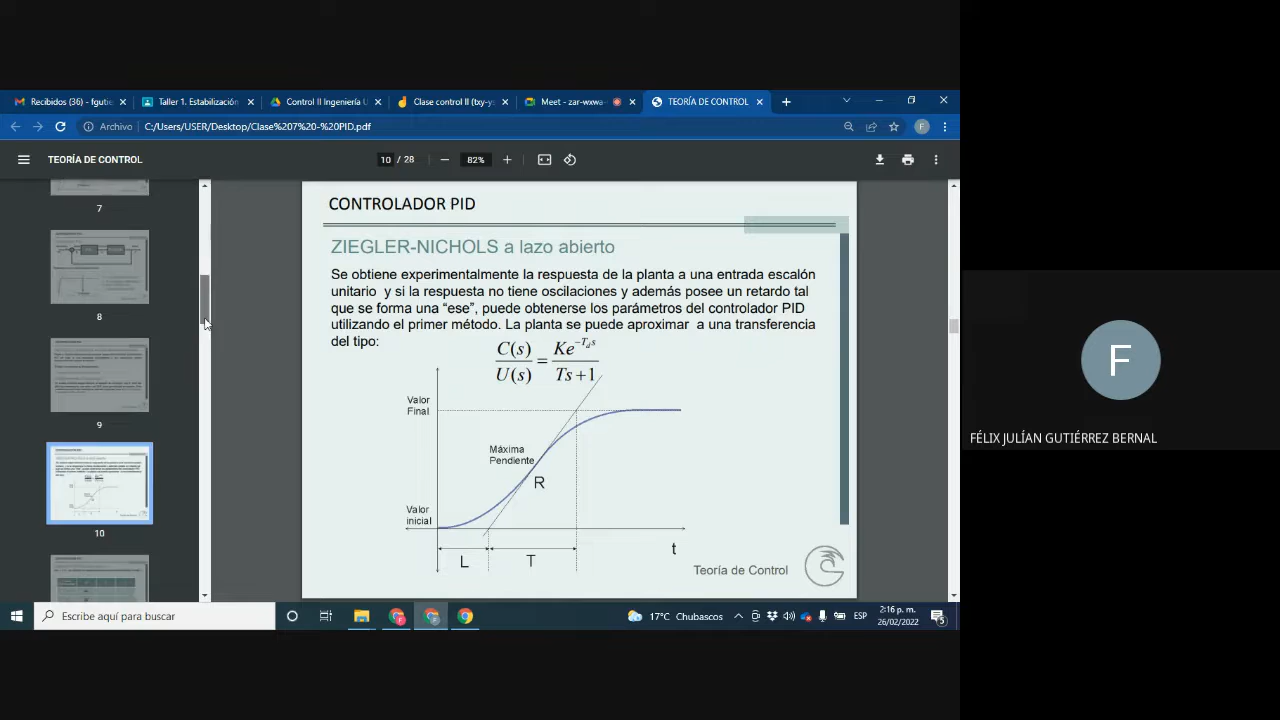 Recibidos (36) - fgutie
Taller 1. Estabilización
Control II Ingeniería U
Clase control II (txy-ys
Meet - zar-wxwa-
TEORÍA DE CONTROL
Archivo
C:/Users/USER/Desktop/Clase%207%20-%20PID.pdf
F
TEORÍA DE CONTROL
10 / 28
82%
7
8
9
10
CONTROLADOR PID
ZIEGLER-NICHOLS a lazo abierto
Se obtiene experimentalmente la respuesta de la planta a una entrada escalón
unitario y si la respuesta no tiene oscilaciones y además posee un retardo tal
que se forma una “ese”, puede obtenerse los parámetros del controlador PID
utilizando el primer método. La planta se puede aproximar a una transferencia
del tipo:
C(s)/U(s) = Ke^{-T_d s}/Ts+1
Valor
Final
Máxima
Pendiente
R
Valor
inicial
L
T
t
Teoría de Control
F
FÉLIX JULÍAN GUTIÉRREZ BERNAL
Escribe aquí para buscar
17°C Chubascos
ESP
2:16 p. m.
26/02/2022
5